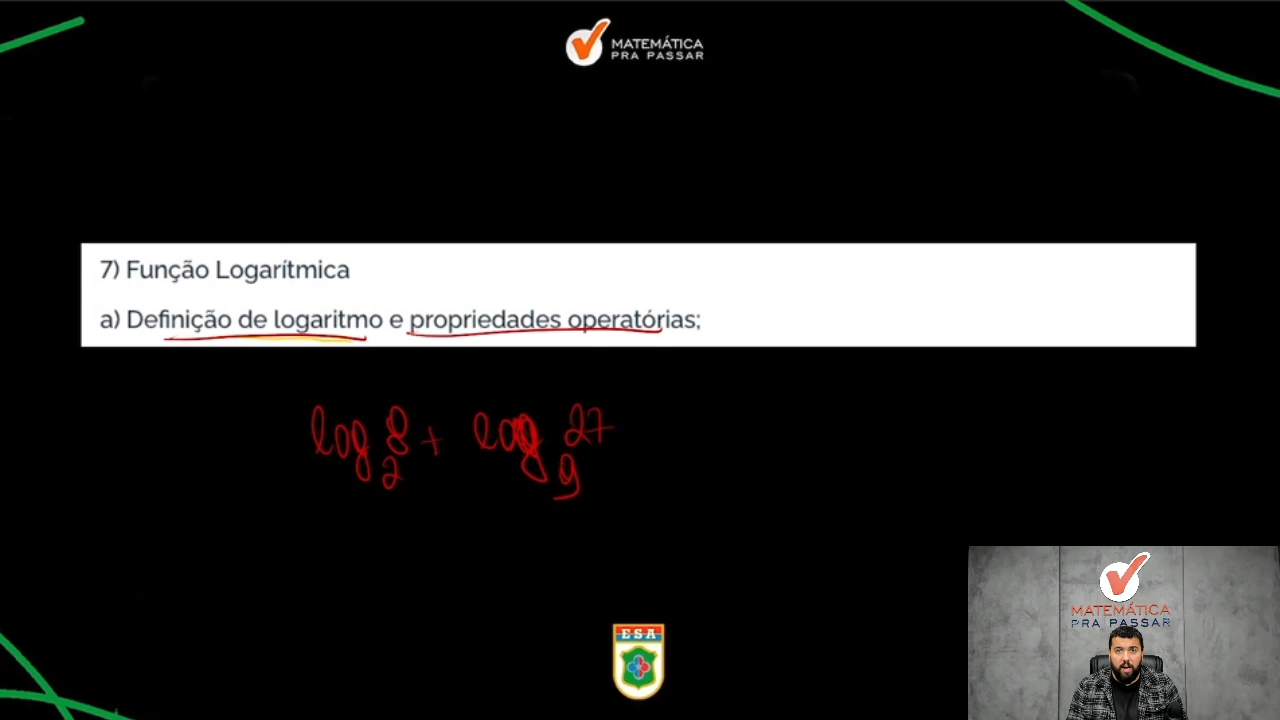 MATEMÁTICA
PRA PASSAR
7) Função Logarítmica
a) Definição de logaritmo e propriedades operatórias;
log₂ 8 + log₉ 27
ESA
MATEMÁTICA
PRA PASSAR